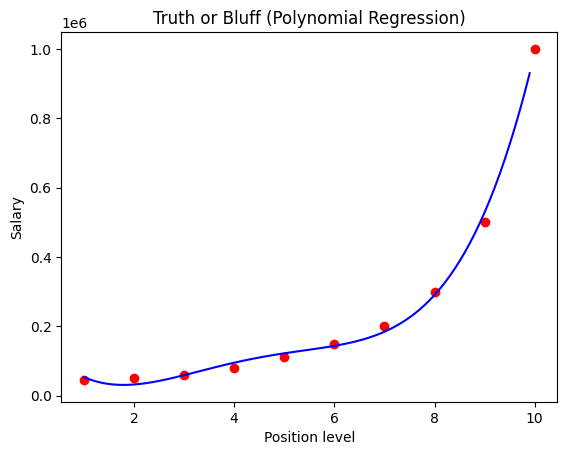 Truth or Bluff (Polynomial Regression)
1e6
1.0
0.8
0.6
0.4
0.2
0.0
Salary
2 4 6 8 10
Position level